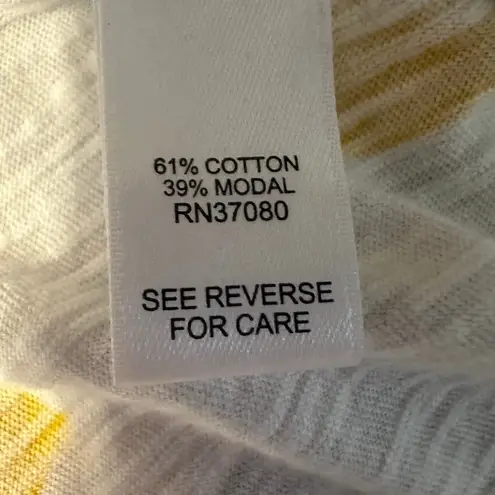 61% COTTON
39% MODAL
RN37080
SEE REVERSE
FOR CARE